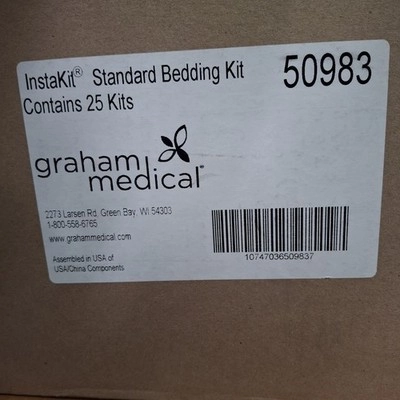 InstaKit® Standard Bedding Kit 50983
Contains 25 Kits
graham
medical
2273 Larsen Rd, Green Bay, WI 54303
1-800-558-6765
www.grahammedical.com
Assembled in USA of
USA/China Components
10747036509837